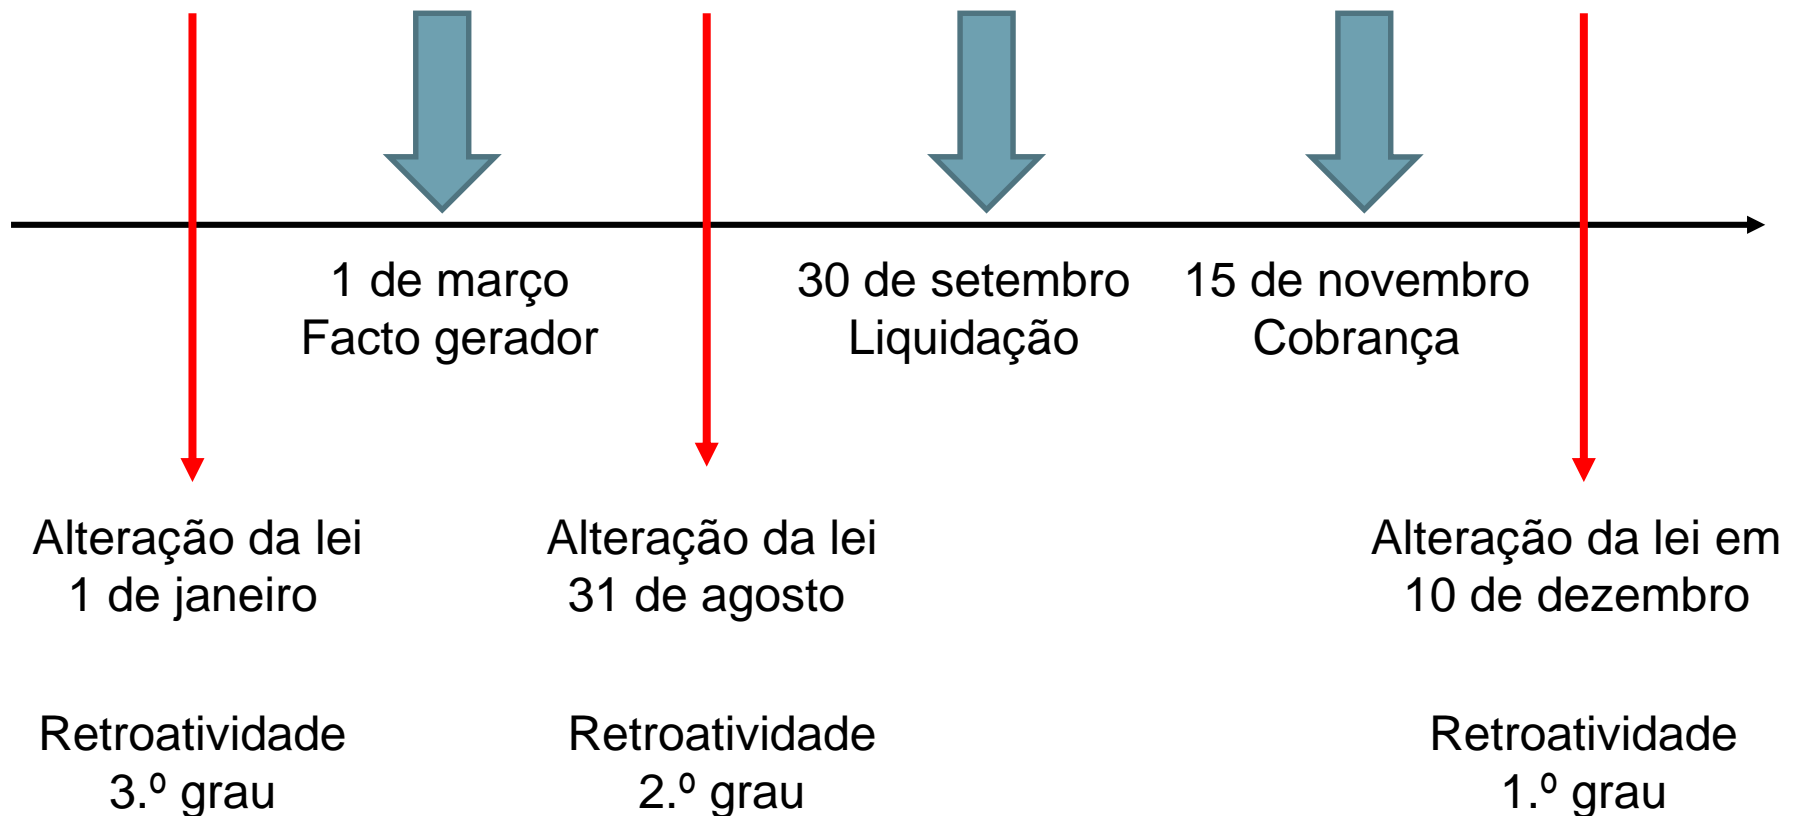 1 de março
Facto gerador
30 de setembro
Liquidação
15 de novembro
Cobrança
Alteração da lei
1 de janeiro
Alteração da lei
31 de agosto
Alteração da lei em
10 de dezembro
Retroatividade
3.º grau
Retroatividade
2.º grau
Retroatividade
1.º grau